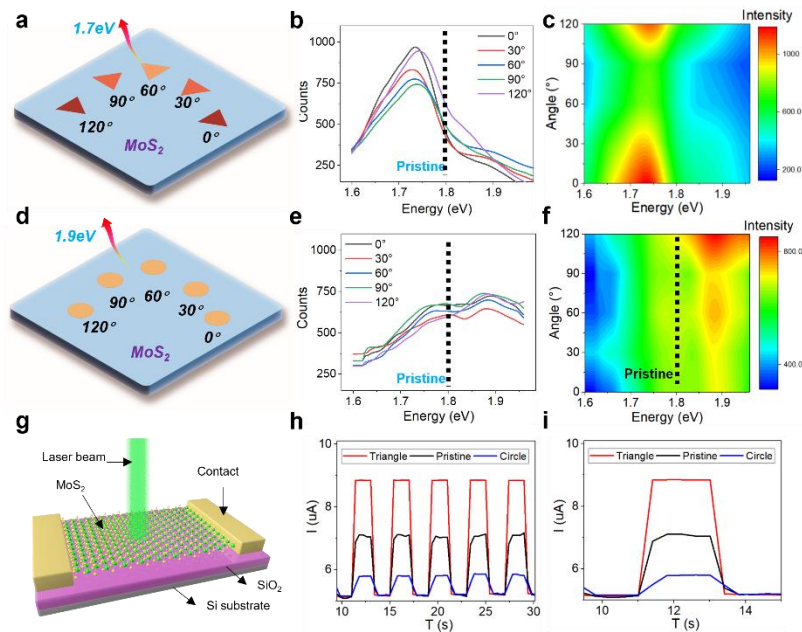 a
1.7eV
120°
90°
60°
30°
0°
MoS₂
b
1000
750
500
250
Counts
1.6
1.7
1.8
1.9
Energy (eV)
0°
30°
60°
90°
120°
Pristine
c
Intensity
120
90
60
30
0
Angle (°)
1.6
1.7
1.8
1.9
Energy (eV)
1100
600.0
100.0
d
1.9eV
120°
90°
60°
30°
0°
MoS₂
e
1000
750
500
250
Counts
1.6
1.7
1.8
1.9
Energy (eV)
0°
30°
60°
90°
120°
Pristine
f
Intensity
120
90
60
30
0
Angle (°)
1.6
1.7
1.8
1.9
Energy (eV)
Pristine
800.0
600.0
400.0
g
Laser beam
MoS₂
Contact
SiO₂
Si substrate
h
Triangle Pristine Circle
10
8
6
I (uA)
10 15 20 25 30
T (s)
i
Triangle Pristine Circle
10
8
6
I (uA)
10 12 14
T (s)